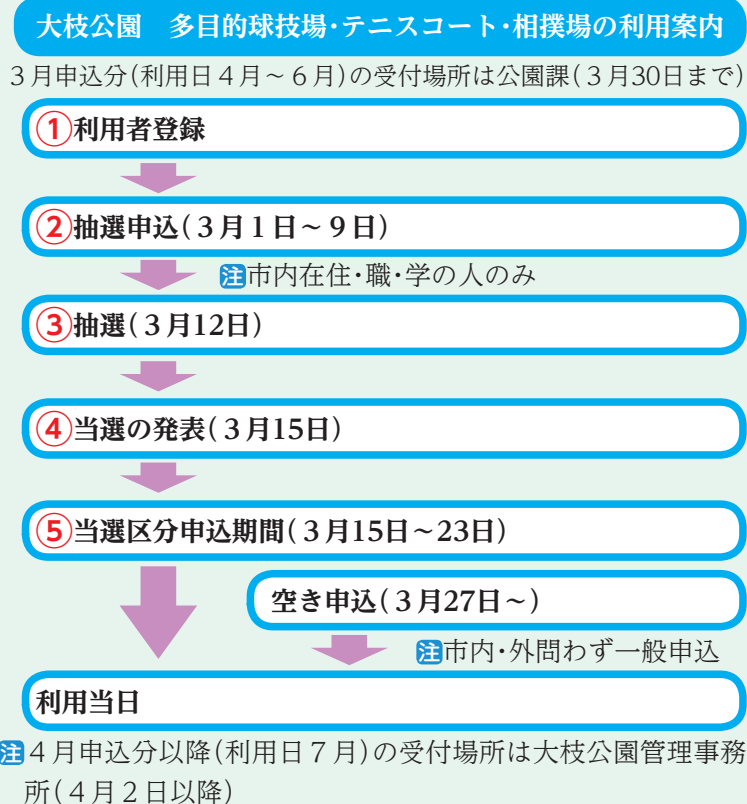 大枝公園　多目的球技場・テニスコート・相撲場の利用案内
３月申込分（利用日４月～６月）の受付場所は公園課（３月30日まで）
①利用者登録
②抽選申込（３月１日～９日）
注市内在住・職・学の人のみ
③抽選（３月12日）
④当選の発表（３月15日）
⑤当選区分申込期間（３月15日～23日）
空き申込（３月27日～）
注市内・外問わず一般申込
利用当日
注４月申込分以降（利用日７月）の受付場所は大枝公園管理事務
所（４月２日以降）